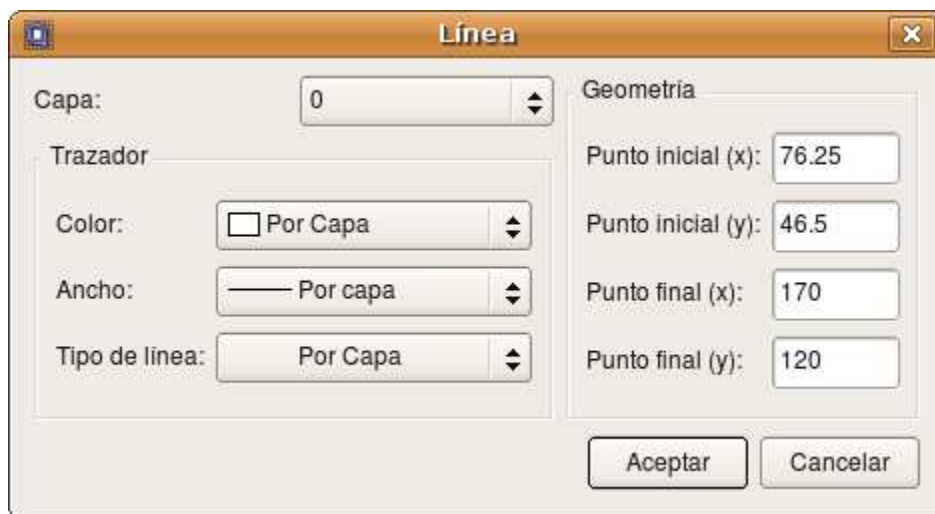 Línea
Capa: 0
Trazador
Color: Por Capa
Ancho: Por capa
Tipo de línea: Por Capa
Geometría
Punto inicial (x): 76.25
Punto inicial (y): 46.5
Punto final (x): 170
Punto final (y): 120
Aceptar Cancelar